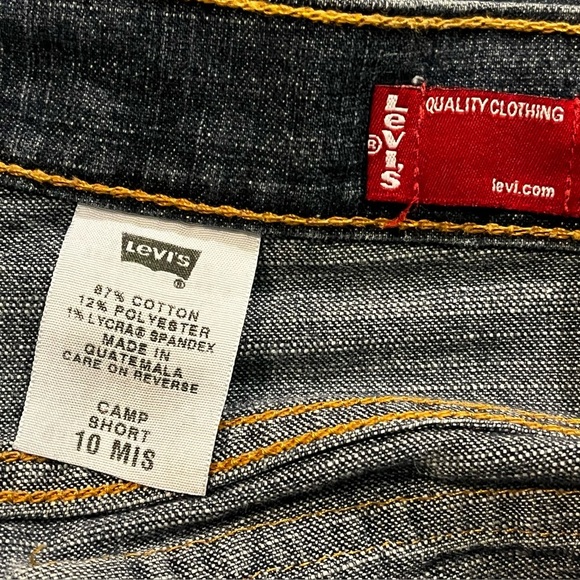 LEVI'S
®
QUALITY CLOTHING
levi.com
Levi's
®
87% COTTON
12% POLYESTER
1% LYCRA® SPANDEX
MADE IN
GUATEMALA
CARE ON REVERSE
CAMP
SHORT
10 MIS